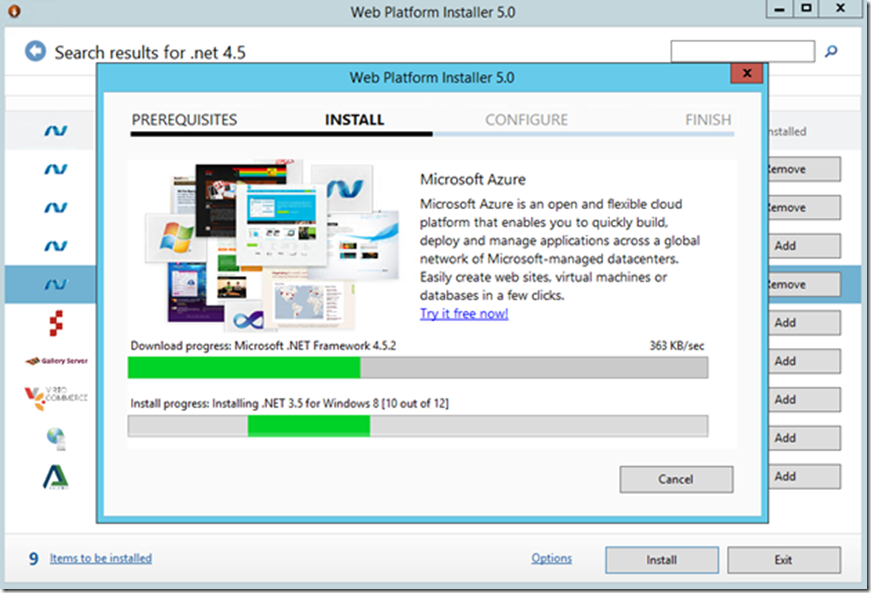 Web Platform Installer 5.0
Search results for .net 4.5
Web Platform Installer 5.0
X
PREREQUISITES INSTALL CONFIGURE FINISH
Microsoft Azure
Microsoft Azure is an open and flexible cloud
platform that enables you to quickly build,
deploy and manage applications across a global
network of Microsoft-managed datacenters.
Easily create web sites, virtual machines or
databases in a few clicks.
Try it free now!
Download progress: Microsoft .NET Framework 4.5.2 363 KB/sec
Install progress: Installing .NET 3.5 for Windows 8 [10 out of 12]
Cancel
nstalled
emove
emove
Add
emove
Add
Gallery Server
Add
VIRTO
COMMERCE
Add
Add
Add
9 Items to be installed Options Install Exit